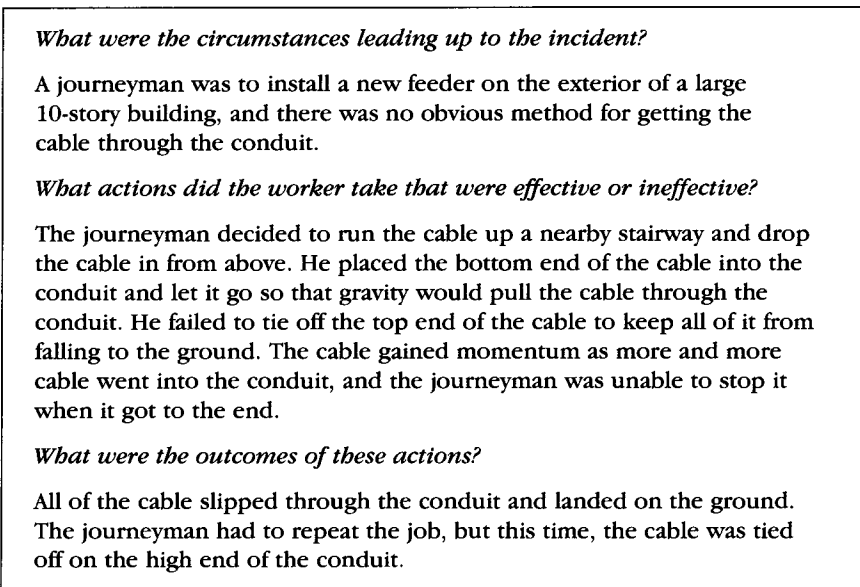 What were the circumstances leading up to the incident?
A journeyman was to install a new feeder on the exterior of a large
10-story building, and there was no obvious method for getting the
cable through the conduit.
What actions did the worker take that were effective or ineffective?
The journeyman decided to run the cable up a nearby stairway and drop
the cable in from above. He placed the bottom end of the cable into the
conduit and let it go so that gravity would pull the cable through the
conduit. He failed to tie off the top end of the cable to keep all of it from
falling to the ground. The cable gained momentum as more and more
cable went into the conduit, and the journeyman was unable to stop it
when it got to the end.
What were the outcomes of these actions?
All of the cable slipped through the conduit and landed on the ground.
The journeyman had to repeat the job, but this time, the cable was tied
off on the high end of the conduit.